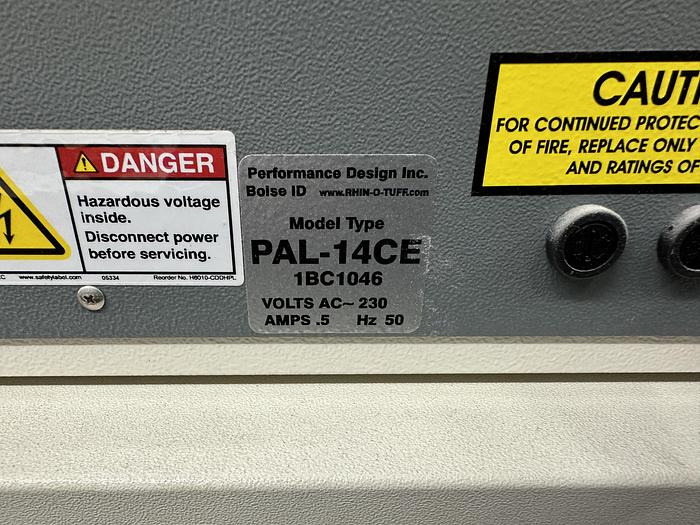 DANGER
Hazardous voltage
inside.
Disconnect power
before servicing.
www.safetylabel.com 05334 Reorder No. H6010-CDDHPL
Performance Design Inc.
Boise ID www.RHIN-O-TUFF.com
Model Type
PAL-14CE
1BC1046
VOLTS AC~ 230
AMPS .5 Hz 50
CAUTI
FOR CONTINUED PROTEC
OF FIRE, REPLACE ONLY
AND RATINGS OF